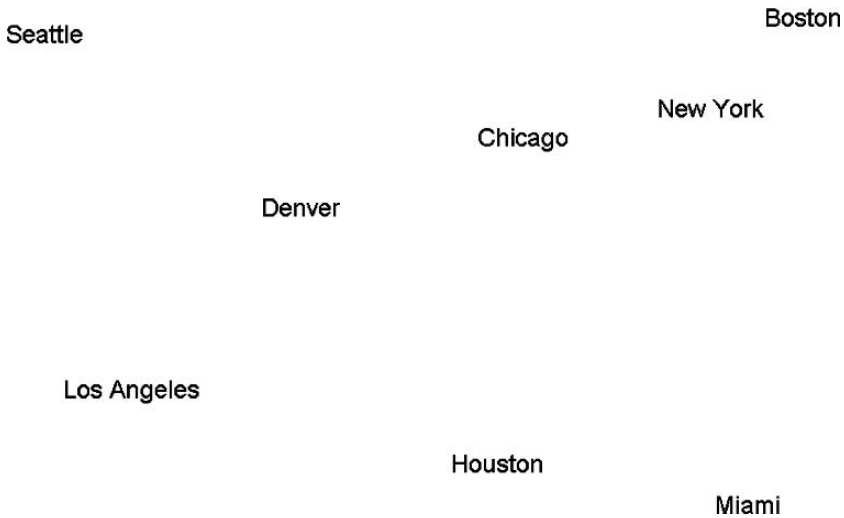 Boston
Seattle
New York
Chicago
Denver
Los Angeles
Houston
Miami